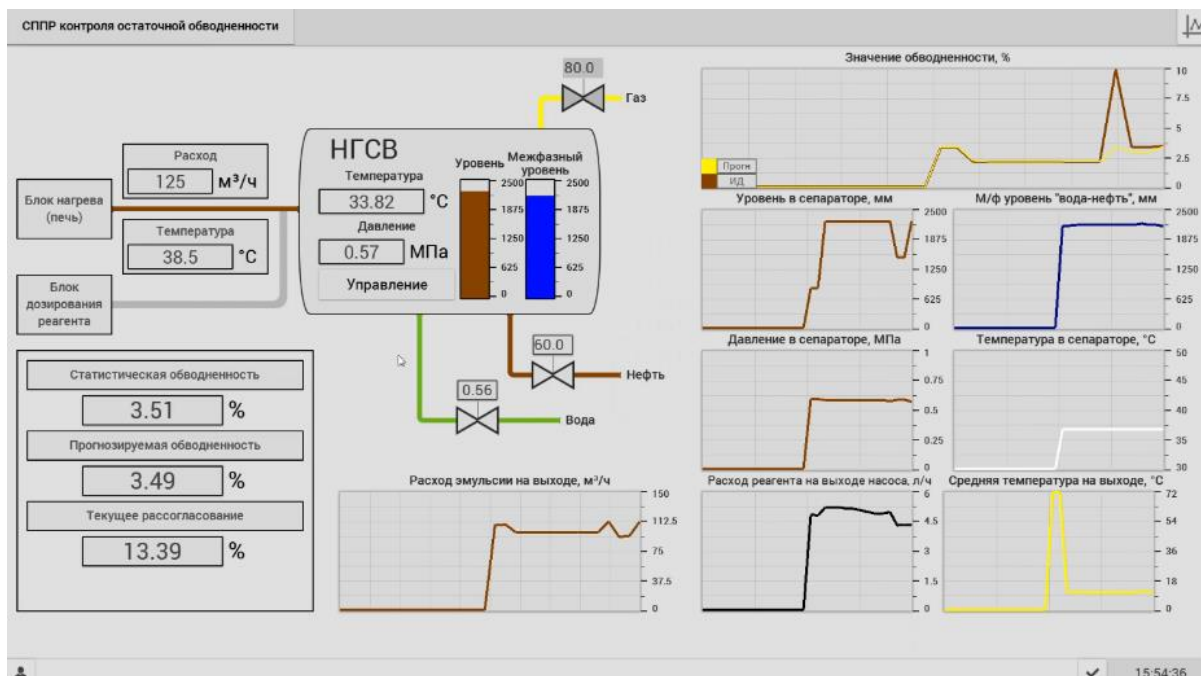 СППР контроля остаточной обводненности
80.0
Газ
Расход
125 м³/ч
Блок нагрева
(печь)
Температура
38.5 °C
Блок
дозирования
реагента
НГСВ
Температура
33.82 °C
Давление
0.57 МПа
Управление
Уровень
2500
1875
1250
625
0
Межфазный
уровень
2500
1875
1250
625
0
60.0
Нефть
0.56
Вода
Статистическая обводненность
3.51 %
Прогнозируемая обводненность
3.49 %
Текущее рассогласование
13.39 %
Значение обводненности, %
10
7.5
5
2.5
0
Прогн
ИД
Уровень в сепараторе, мм
2500
1875
1250
625
0
М/ф уровень "вода-нефть", мм
2500
1875
1250
625
0
Давление в сепараторе, МПа
1
0.75
0.5
0.25
0
Температура в сепараторе, °C
50
45
40
35
30
Расход эмульсии на выходе, м³/ч
150
112.5
75
37.5
0
Расход реагента на выходе насоса, л/ч
6
4.5
3
1.5
0
Средняя температура на выходе, °C
72
54
36
18
0
15:54:36